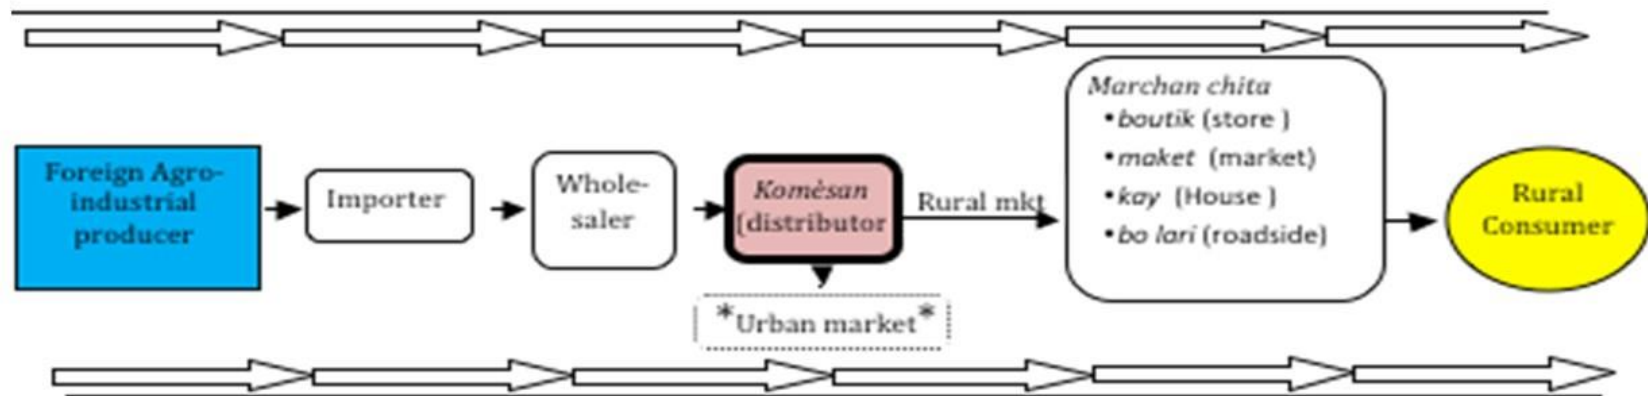 Foreign Agro-
industrial
producer
Importer
Whole-
saler
Komèsan
(distributor
*Urban market*
Rural mkt
Marchan chita
•boutik (store )
•maket (market)
•kay (House )
•bo lari (roadside)
Rural
Consumer